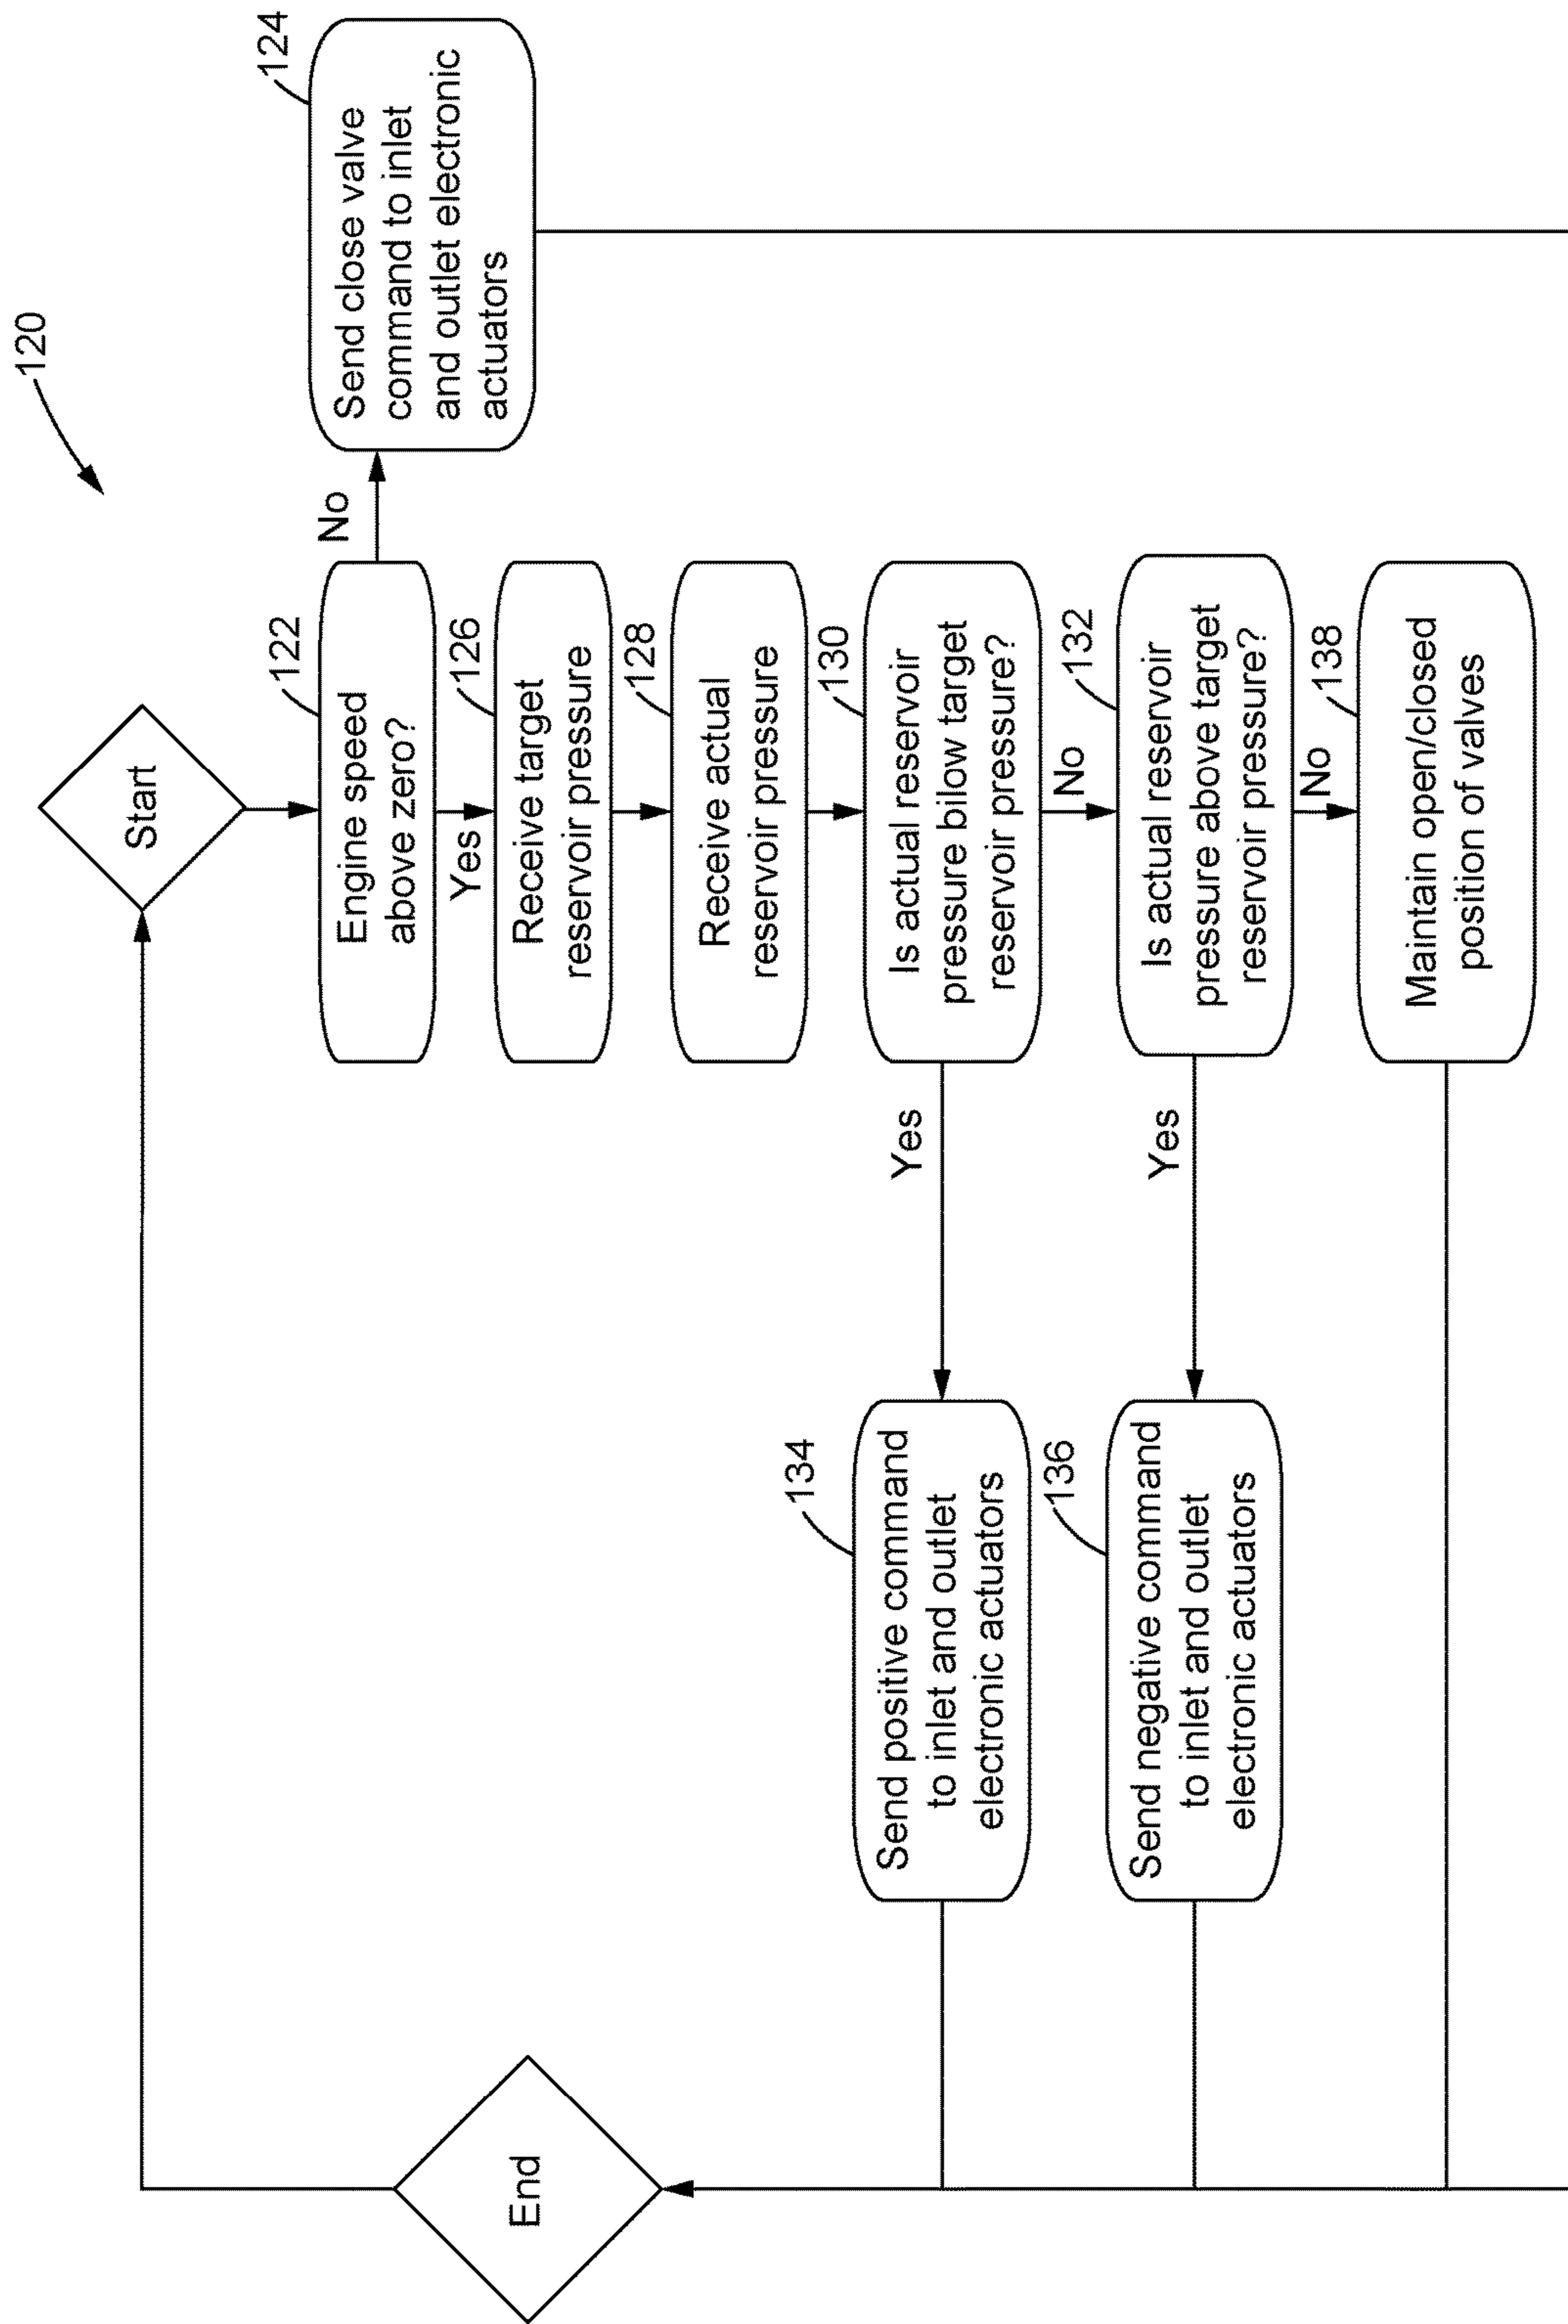 120
Start
122
Engine speed
above zero?
No
124
Send close valve
command to inlet
and outlet electronic
actuators
Yes
126
Receive target
reservoir pressure
128
Receive actual
reservoir pressure
130
Is actual reservoir
pressure bilow target
reservoir pressure?
Yes
134
Send positive command
to inlet and outlet
electronic actuators
No
132
Is actual reservoir
pressure above target
reservoir pressure?
Yes
136
Send negative command
to inlet and outlet
electronic actuators
No
138
Maintain open/closed
position of valves
End